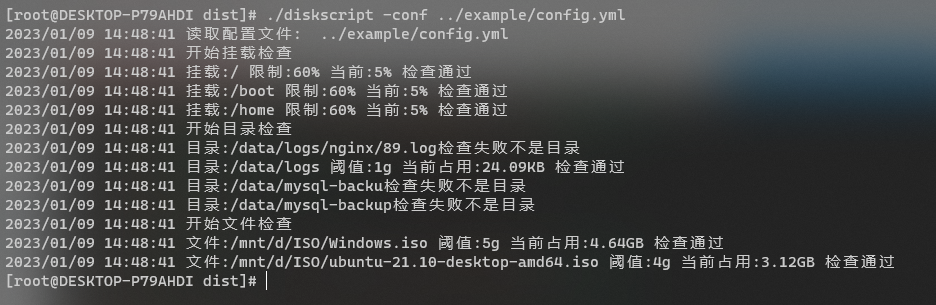 [root@DESKTOP-P79AHDI dist]# ./diskscript -conf ../example/config.yml
2023/01/09 14:48:41 读取配置文件:  ../example/config.yml
2023/01/09 14:48:41 开始挂载检查
2023/01/09 14:48:41 挂载:/ 限制:60% 当前:5% 检查通过
2023/01/09 14:48:41 挂载:/boot 限制:60% 当前:5% 检查通过
2023/01/09 14:48:41 挂载:/home 限制:60% 当前:5% 检查通过
2023/01/09 14:48:41 开始目录检查
2023/01/09 14:48:41 目录:/data/logs/nginx/89.log检查失败不是目录
2023/01/09 14:48:41 目录:/data/logs 阈值:1g 当前占用:24.09KB 检查通过
2023/01/09 14:48:41 目录:/data/mysql-backu检查失败不是目录
2023/01/09 14:48:41 目录:/data/mysql-backup检查失败不是目录
2023/01/09 14:48:41 开始文件检查
2023/01/09 14:48:41 文件:/mnt/d/ISO/Windows.iso 阈值:5g 当前占用:4.64GB 检查通过
2023/01/09 14:48:41 文件:/mnt/d/ISO/ubuntu-21.10-desktop-amd64.iso 阈值:4g 当前占用:3.12GB 检查通过
[root@DESKTOP-P79AHDI dist]#